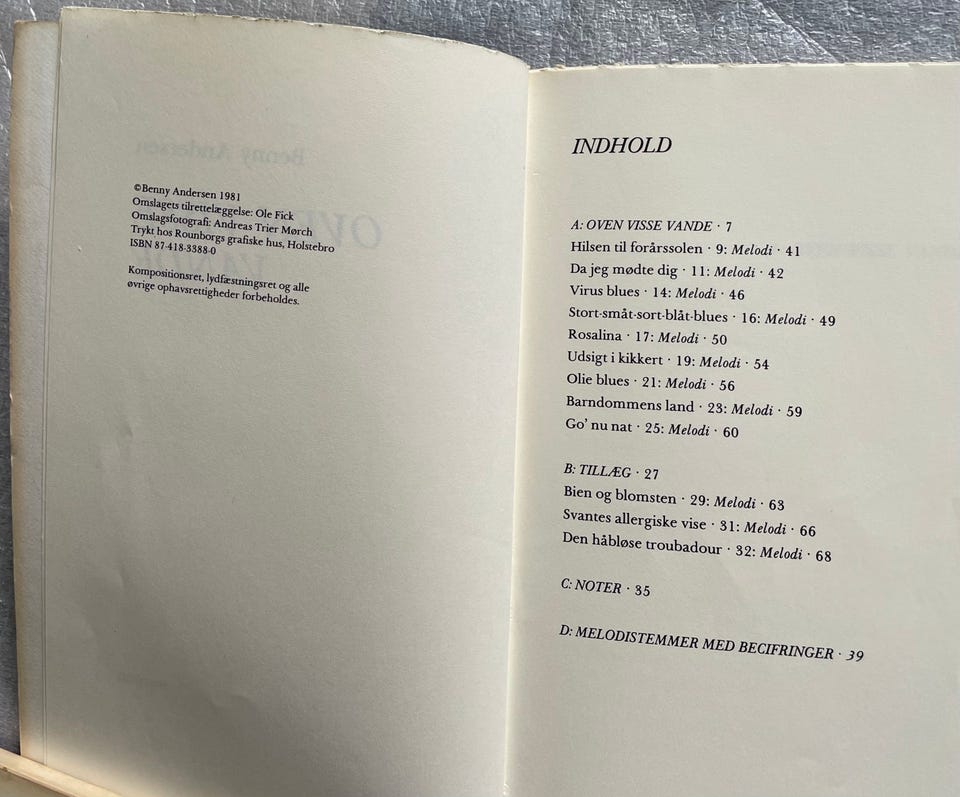 Benny Andersen
OVEN
VANDE
©Benny Andersen 1981
Omslagets tilrettelæggelse: Ole Fick
Omslagsfotografi: Andreas Trier Mørch
Trykt hos Rounborgs grafiske hus, Holstebro
ISBN 87-418-3388-0
Kompositionsret, lydfæstningsret og alle
øvrige ophavsrettigheder forbeholdes.
INDHOLD
A: OVEN VISSE VANDE · 7
Hilsen til forårssolen · 9: Melodi · 41
Da jeg mødte dig · 11: Melodi · 42
Virus blues · 14: Melodi · 46
Stort-småt-sort-blåt-blues · 16: Melodi · 49
Rosalina · 17: Melodi · 50
Udsigt i kikkert · 19: Melodi · 54
Olie blues · 21: Melodi · 56
Barndommens land · 23: Melodi · 59
Go' nu nat · 25: Melodi · 60
B: TILLÆG · 27
Bien og blomsten · 29: Melodi · 63
Svantes allergiske vise · 31: Melodi · 66
Den håbløse troubadour · 32: Melodi · 68
C: NOTER · 35
D: MELODISTEMMER MED BECIFRINGER · 39